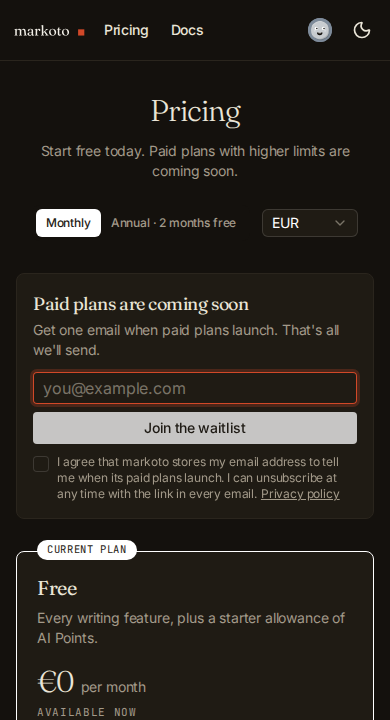 markoto
Pricing
Docs
Pricing
Start free today. Paid plans with higher limits are
coming soon.
Monthly
Annual · 2 months free
EUR
Paid plans are coming soon
Get one email when paid plans launch. That's all
we'll send.
you@example.com
Join the waitlist
I agree that markoto stores my email address to tell
me when its paid plans launch. I can unsubscribe at
any time with the link in every email. Privacy policy
CURRENT PLAN
Free
Every writing feature, plus a starter allowance of
AI Points.
€0 per month
AVAILABLE NOW